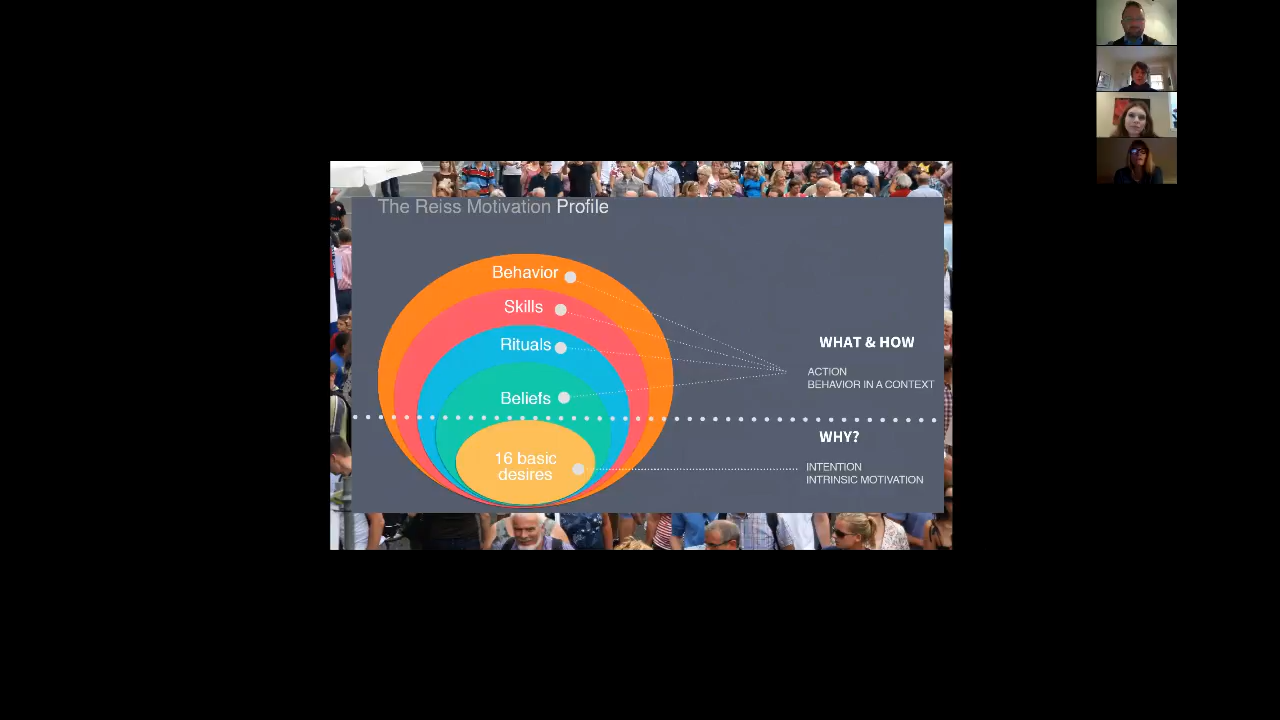 The Reiss Motivation Profile
Behavior
Skills
Rituals
Beliefs
16 basic
desires
WHAT & HOW
ACTION
BEHAVIOR IN A CONTEXT
WHY?
INTENTION
INTRINSIC MOTIVATION